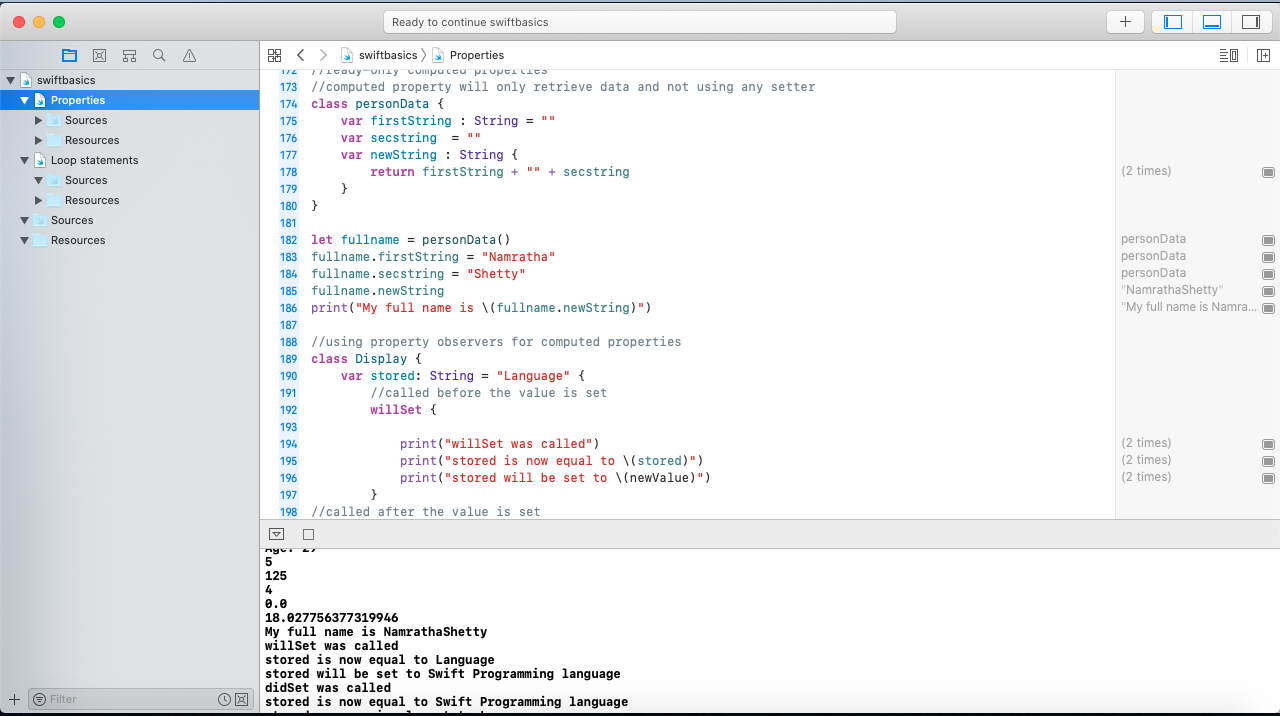 Ready to continue swiftbasics
swiftbasics
Properties
Sources
Resources
Loop statements
Sources
Resources
Sources
Resources
Filter
swiftbasics 〉 Properties
172 //ready-only computed properties
173 //computed property will only retrieve data and not using any setter
174 class personData {
175     var firstString : String = ""
176     var secstring  = ""
177     var newString : String {
178         return firstString + "" + secstring
(2 times)
179     }
180 }
181
182 let fullname = personData()
personData
183 fullname.firstString = "Namratha"
personData
184 fullname.secstring = "Shetty"
personData
185 fullname.newString
"NamrathaShetty"
186 print("My full name is \(fullname.newString)")
"My full name is Namra...
187
188 //using property observers for computed properties
189 class Display {
190     var stored: String = "Language" {
191         //called before the value is set
192         willSet {
193
194             print("willSet was called")
(2 times)
195             print("stored is now equal to \(stored)")
(2 times)
196             print("stored will be set to \(newValue)")
(2 times)
197         }
198 //called after the value is set
Age: 29
5
125
4
0.0
18.027756377319946
My full name is NamrathaShetty
willSet was called
stored is now equal to Language
stored will be set to Swift Programming language
didSet was called
stored is now equal to Swift Programming language